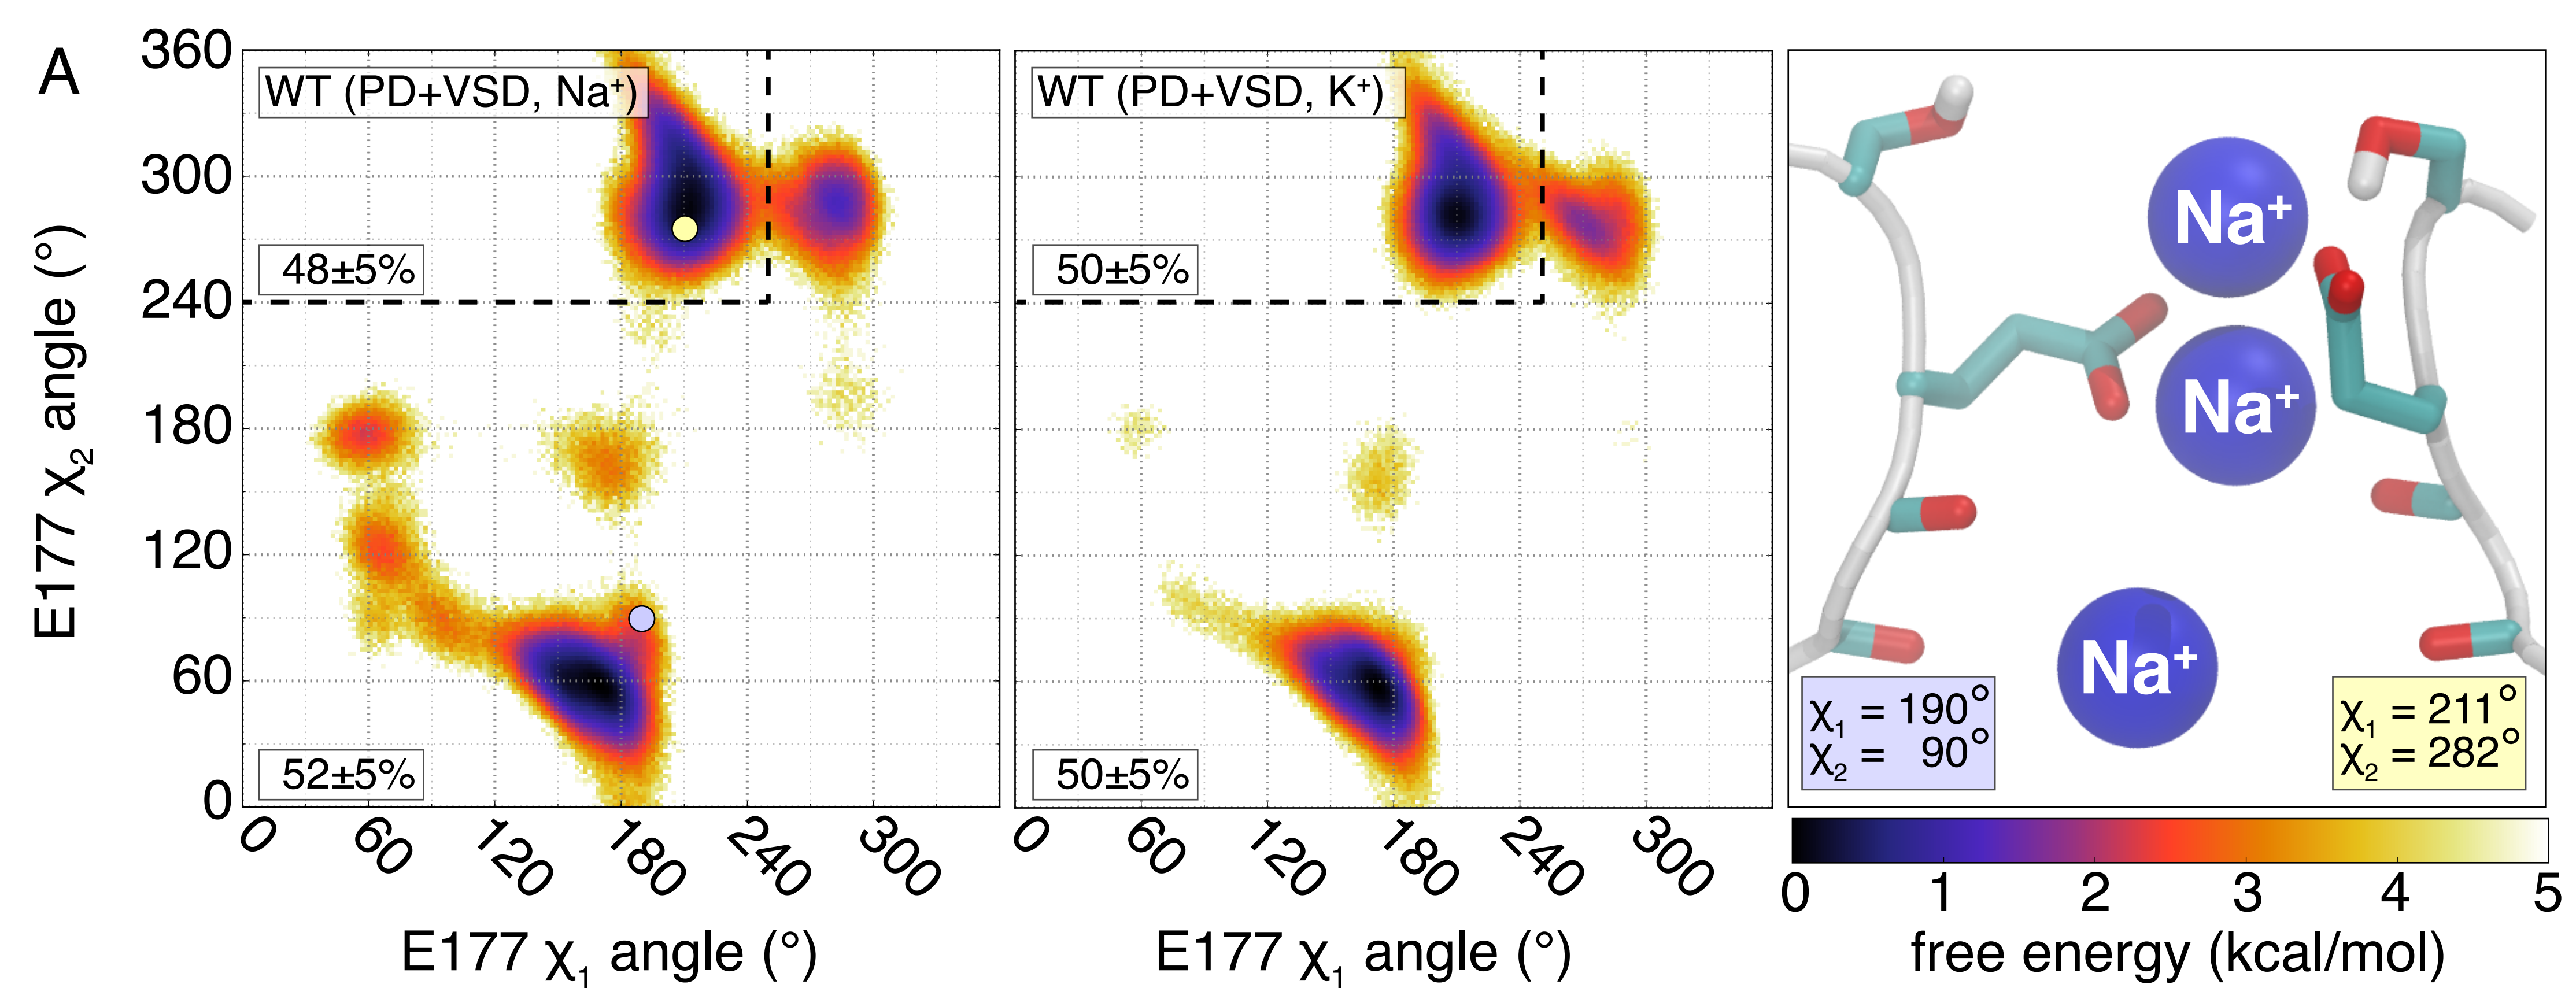 A
E177 χ₂ angle (°)
360
300
240
180
120
60
0
WT (PD+VSD, Na⁺)
48±5%
52±5%
0
60
120
180
240
300
E177 χ₁ angle (°)
WT (PD+VSD, K⁺)
50±5%
50±5%
0
60
120
180
240
300
E177 χ₁ angle (°)
Na⁺
Na⁺
Na⁺
χ₁ = 190°
χ₂ = 90°
χ₁ = 211°
χ₂ = 282°
0 1 2 3 4 5
free energy (kcal/mol)